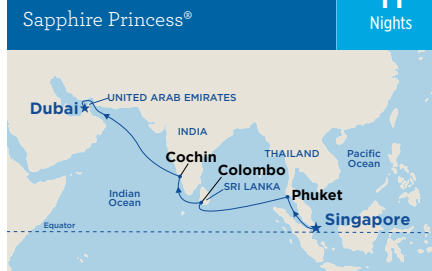 Sapphire Princess®
Nights
UNITED ARAB EMIRATES
Dubai
INDIA
THAILAND
Pacific
Ocean
Cochin
Colombo
SRI LANKA
Indian
Ocean
Phuket
Singapore
Equator